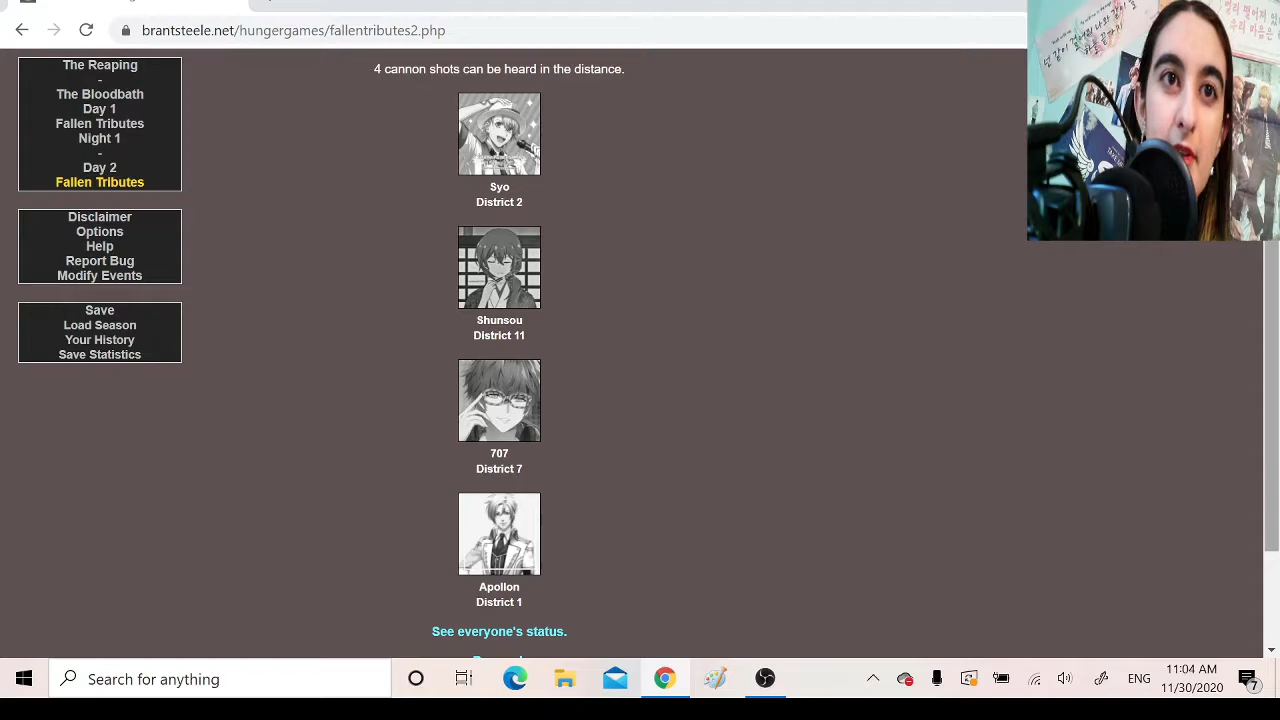 brantsteele.net/hungergames/fallentributes2.php
The Reaping
-
The Bloodbath
Day 1
Fallen Tributes
Night 1
-
Day 2
Fallen Tributes
Disclaimer
Options
Help
Report Bug
Modify Events
Save
Load Season
Your History
Save Statistics
4 cannon shots can be heard in the distance.
Syo
District 2
Shunsou
District 11
707
District 7
Apollon
District 1
See everyone's status.
Search for anything
ENG
11:04 AM
11/30/2020
7